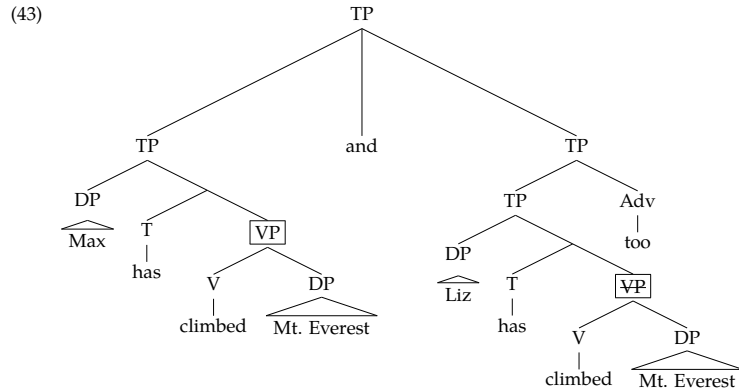 (43) TP
TP and TP
DP TP Adv
Max T VP DP too
has V DP Liz T VP
climbed Mt. Everest has V DP
climbed Mt. Everest